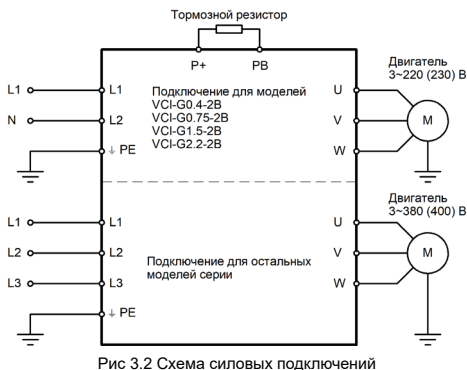 Тормозной резистор
P+ PB
Двигатель
3~220 (230) В
L1 L1 Подключение для моделей U
VCI-G0.4-2B
N L2 VCI-G0.75-2B V M
VCI-G1.5-2B
PE VCI-G2.2-2B W
Двигатель
3~380 (400) В
L1 L1 U
L2 L2 Подключение для остальных V M
моделей серии
L3 L3 W
PE
Рис 3.2 Схема силовых подключений